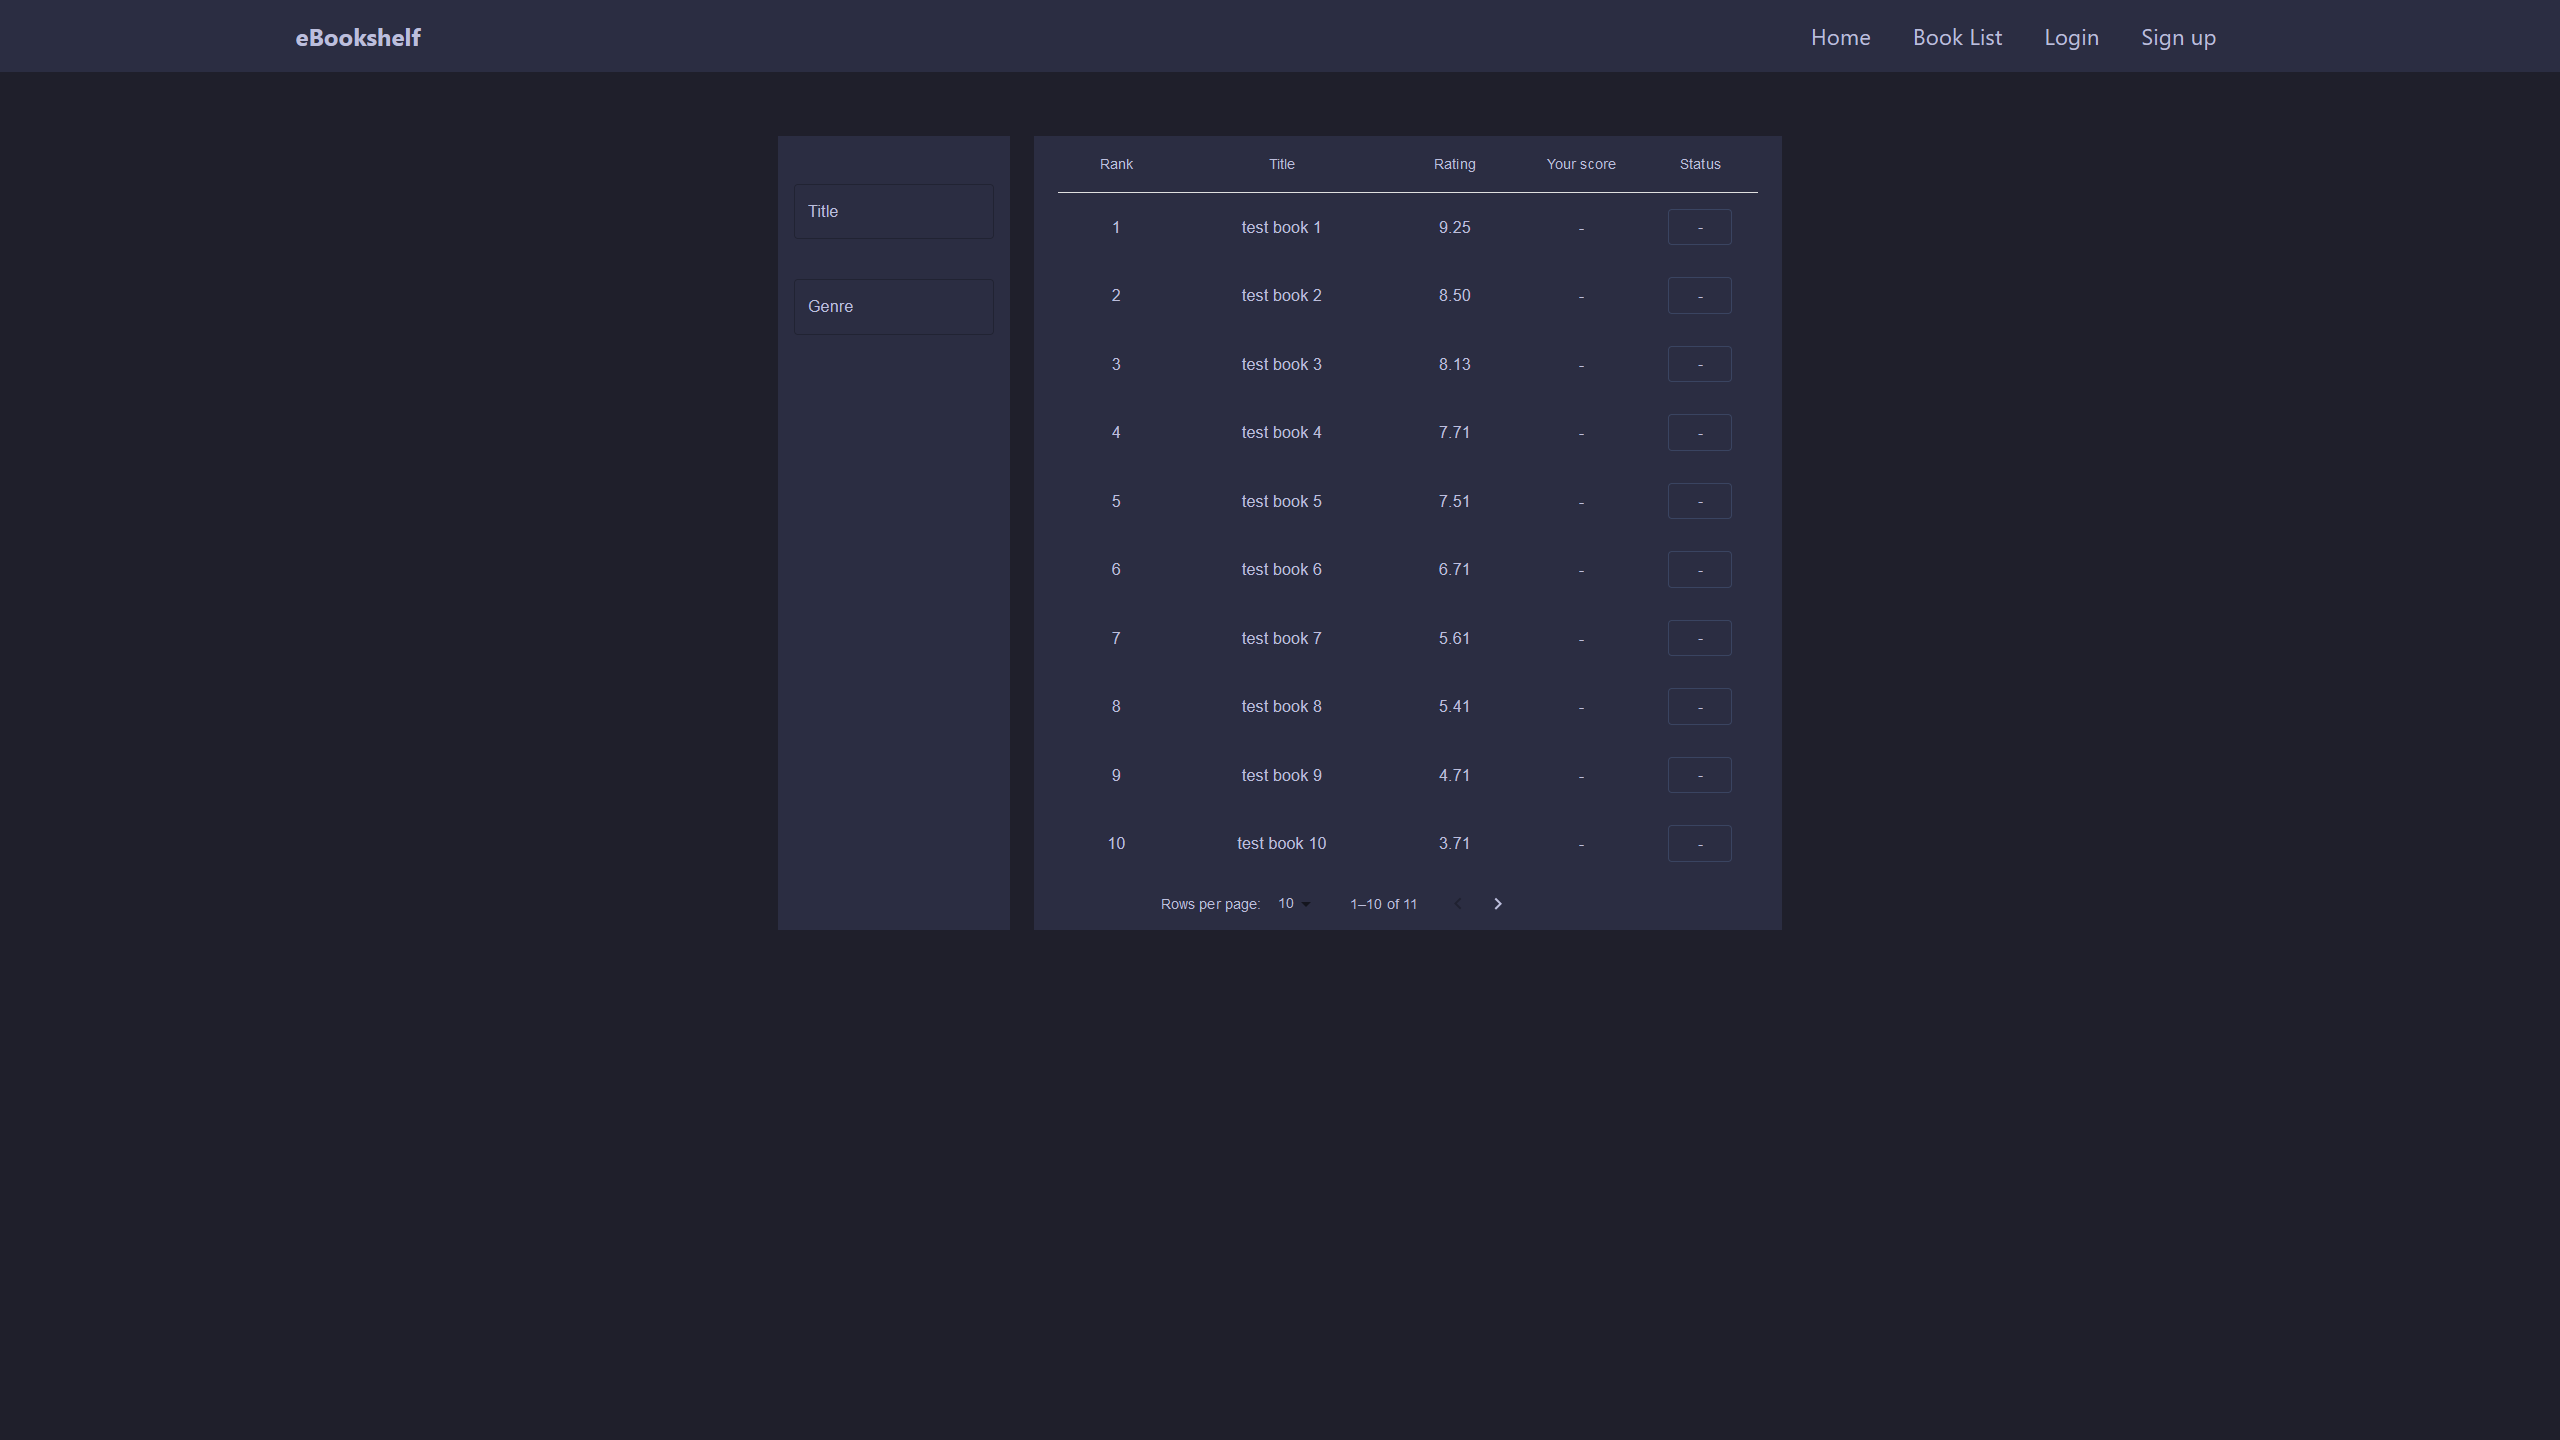 eBookshelf Home Book List Login Sign up
Title
Genre
Rank Title Rating Your score Status
1 test book 1 9.25 - -
2 test book 2 8.50 - -
3 test book 3 8.13 - -
4 test book 4 7.71 - -
5 test book 5 7.51 - -
6 test book 6 6.71 - -
7 test book 7 5.61 - -
8 test book 8 5.41 - -
9 test book 9 4.71 - -
10 test book 10 3.71 - -
Rows per page: 10 1–10 of 11